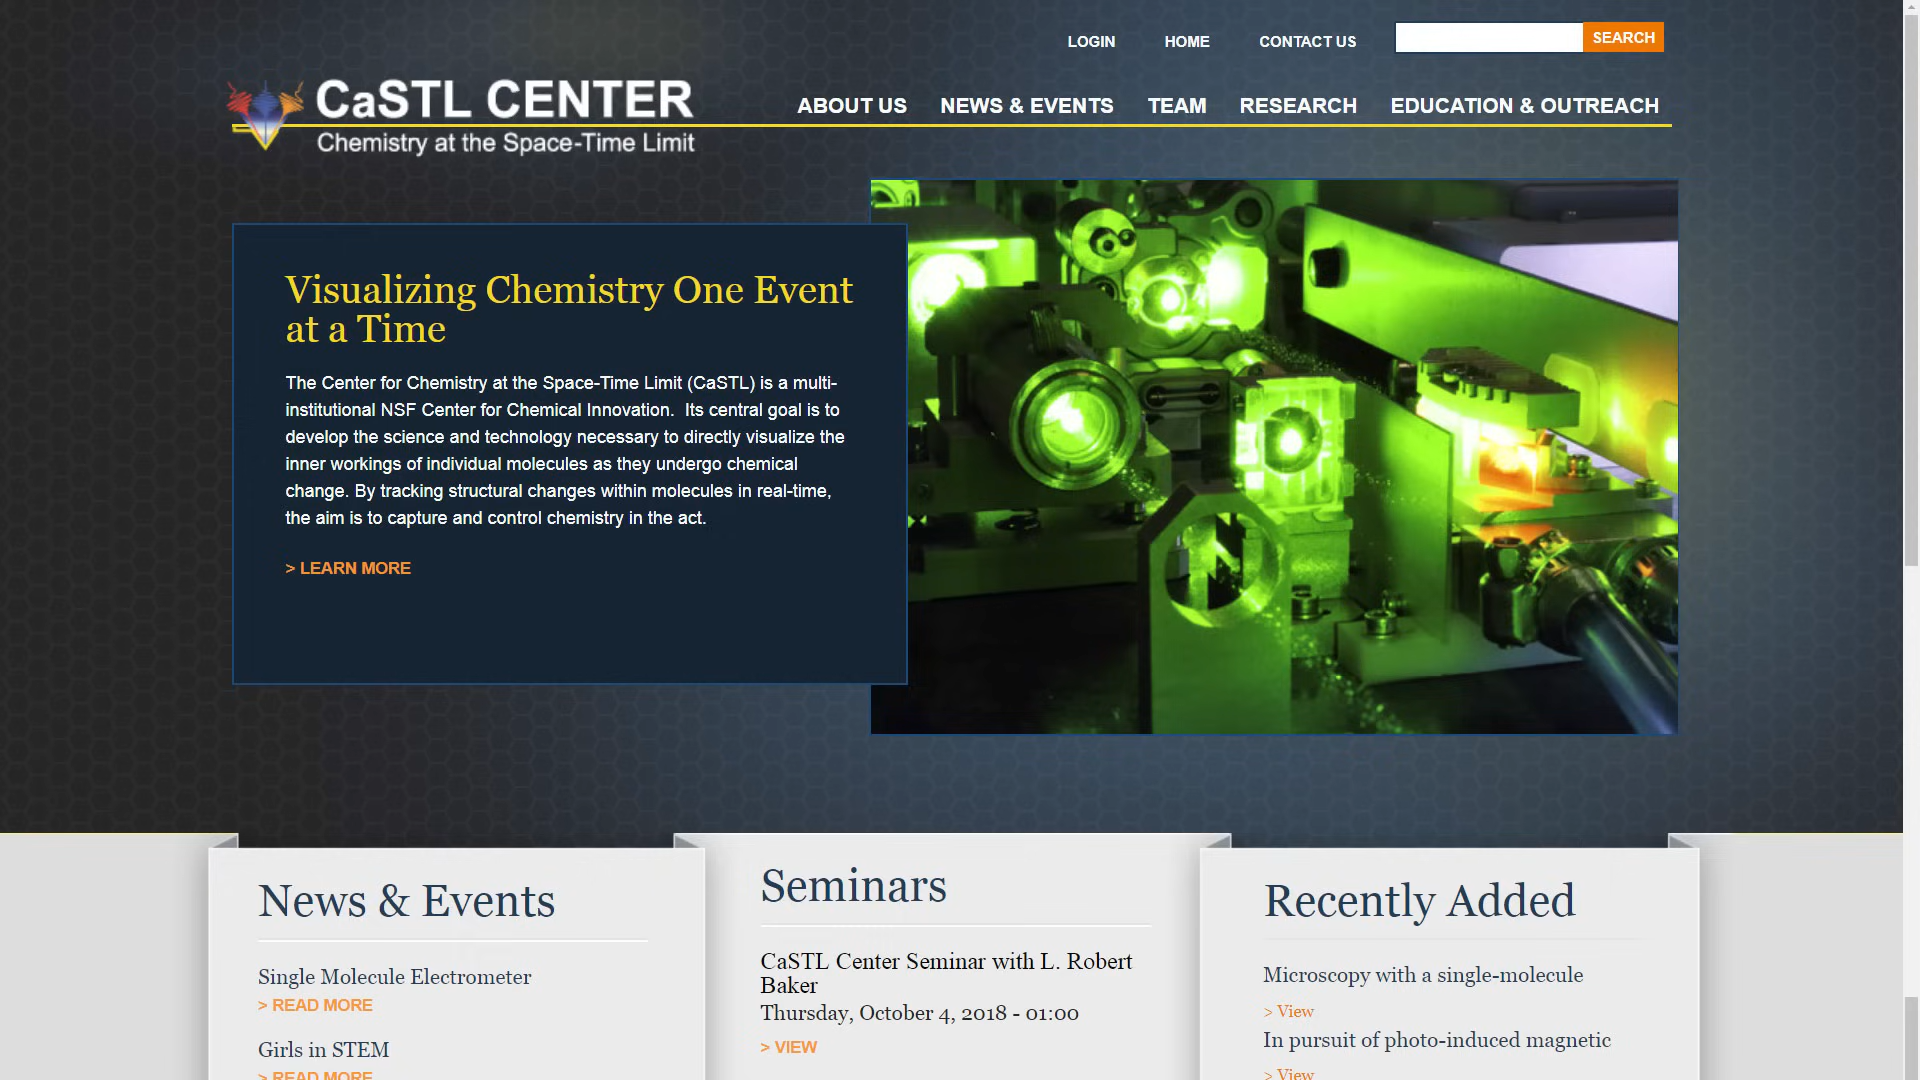 LOGIN HOME CONTACT US SEARCH
CaSTL CENTER
Chemistry at the Space-Time Limit
ABOUT US NEWS & EVENTS TEAM RESEARCH EDUCATION & OUTREACH
Visualizing Chemistry One Event
at a Time
The Center for Chemistry at the Space-Time Limit (CaSTL) is a multi-
institutional NSF Center for Chemical Innovation.  Its central goal is to
develop the science and technology necessary to directly visualize the
inner workings of individual molecules as they undergo chemical
change. By tracking structural changes within molecules in real-time,
the aim is to capture and control chemistry in the act.
> LEARN MORE
News & Events
Single Molecule Electrometer
> READ MORE
Girls in STEM
> READ MORE
Seminars
CaSTL Center Seminar with L. Robert
Baker
Thursday, October 4, 2018 - 01:00
> VIEW
Recently Added
Microscopy with a single-molecule
> View
In pursuit of photo-induced magnetic
> View